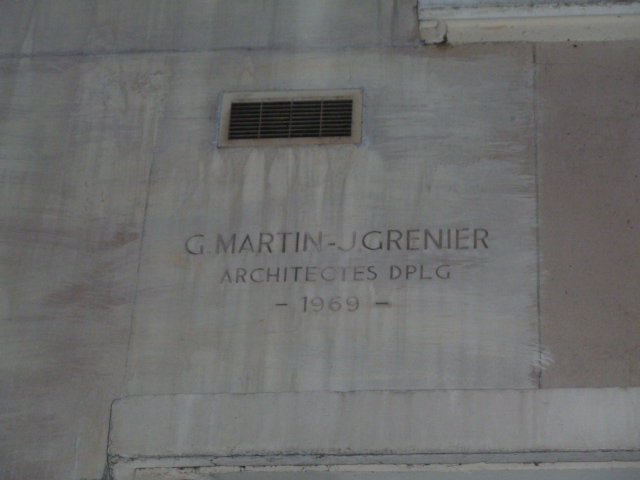 G. MARTIN-J.GRENIER
ARCHITECTES DPLG
- 1969 -